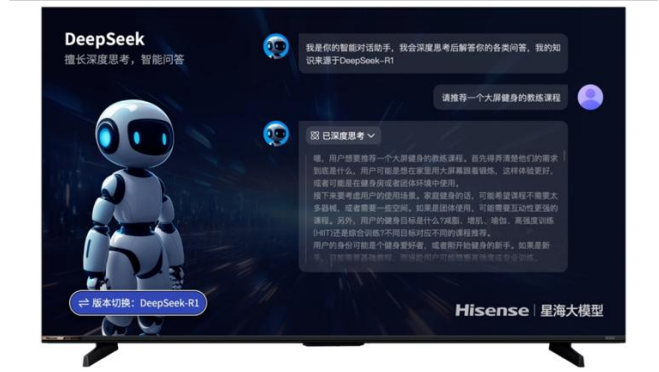 DeepSeek
擅长深度思考，智能问答
我是你的智能对话助手，我会深度思考后解答你的各类问答，我的知
识来源于DeepSeek-R1
请推荐一个大屏健身的教练课程
已深度思考
嗯，用户想要推荐一个大屏健身的教练课程。首先得弄清楚他们的需求
到底是什么，用户可能是想在家里用大屏幕跟着锻炼，这样体验更好，
或者可能是在健身房或者团体环境中使用。
接下来要考虑用户的使用场景。家庭健身的话，可能希望课程不需要太
多器械，或者需要一些空间。如果是团体使用，可能需要互动性更强的
课程。另外，用户的健身目标是什么?减脂、增肌、瑜伽、高强度训练
(HIIT)还是综合训练?不同目标对应不同的课程推荐。
用户的身份可能是个健身爱好者，或者刚开始健身的新手。如果是新
手，可能需要基础教程，而
版本切换：DeepSeek-R1
Hisense 星海大模型